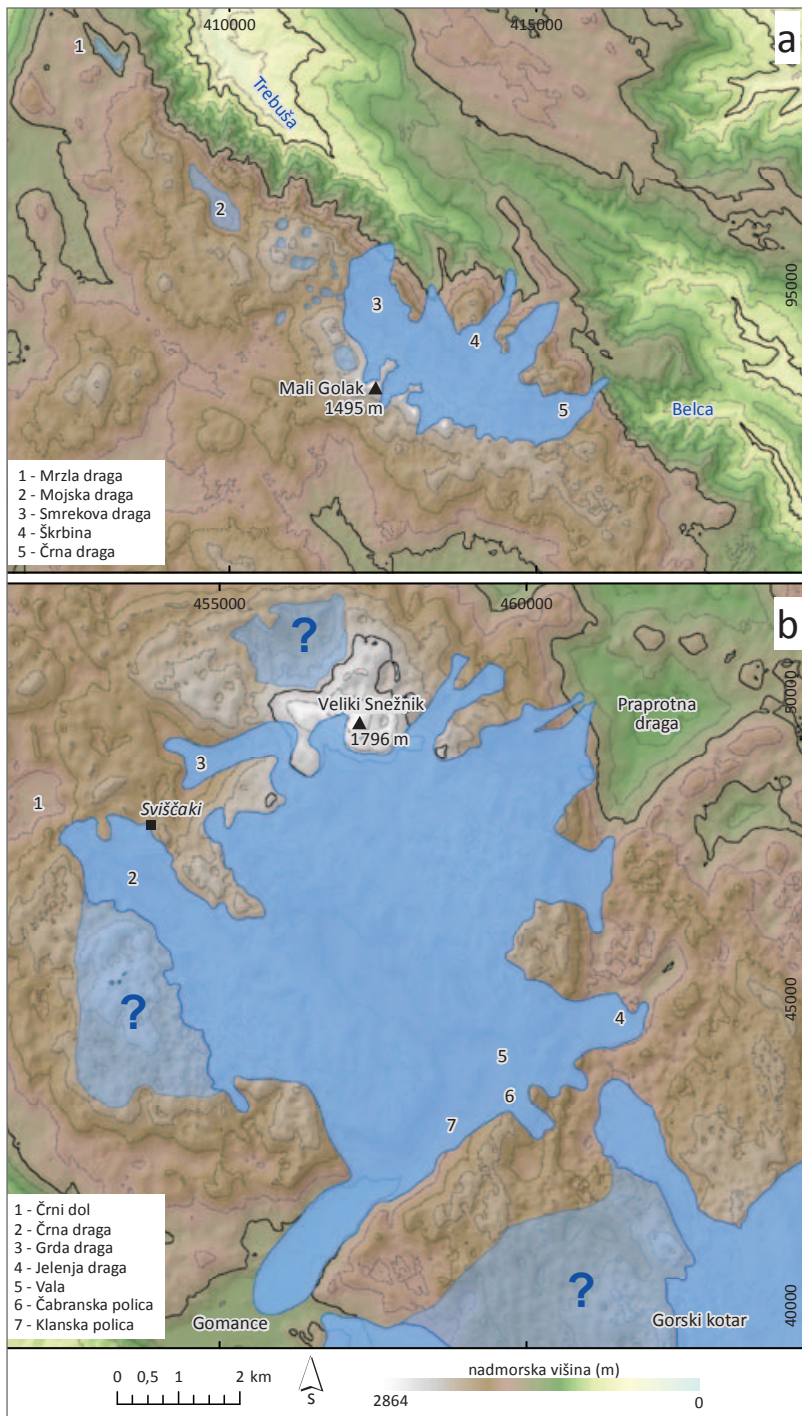 410000
415000
a
1
Trebuša
2
95000
3
4
Mali Golak
1495 m
5
Belca
1 - Mrzla draga
2 - Mojska draga
3 - Smrekova draga
4 - Škrbina
5 - Črna draga
455000
460000
b
?
50000
Veliki Snežnik
1796 m
Praprotna
draga
3
1
Sviščaki
2
?
45000
4
5
6
7
1 - Črni dol
2 - Črna draga
3 - Grda draga
4 - Jelenja draga
5 - Vala
6 - Čabranska polica
7 - Klanska polica
?
40000
Gomance
Gorski kotar
0 0,5 1 2 km
S
nadmorska višina (m)
2864 0